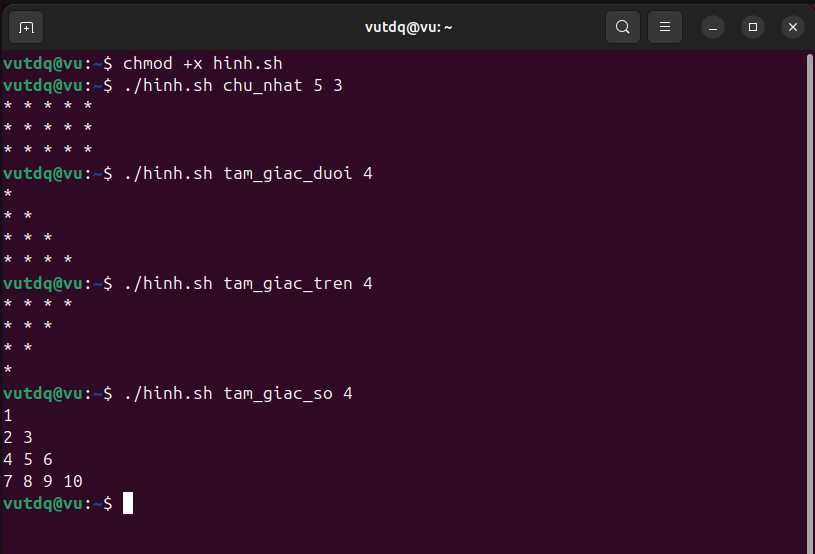 vutdq@vu: ~
vutdq@vu:~$ chmod +x hinh.sh
vutdq@vu:~$ ./hinh.sh chu_nhat 5 3
* * * * *
* * * * *
* * * * *
vutdq@vu:~$ ./hinh.sh tam_giac_duoi 4
*
* *
* * *
* * * *
vutdq@vu:~$ ./hinh.sh tam_giac_tren 4
* * * *
* * *
* *
*
vutdq@vu:~$ ./hinh.sh tam_giac_so 4
1
2 3
4 5 6
7 8 9 10
vutdq@vu:~$